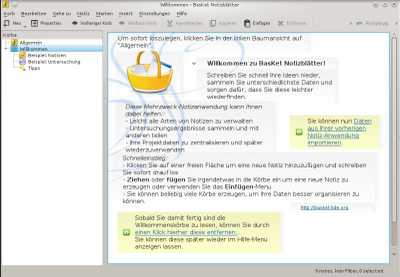 Willkommen - BasKet Notizblätter
Korb Bearbeiten Gehe zu Notiz Marken Insert Einstellungen Hilfe
Neu Properties Vorheriger Korb Nächster Korb Ausschneiden Kopieren Einfügen Entfernen Rückgängig
Körbe
Allgemein
Willkommen
Beispiel Notizen
Beispiel Untersuchung
Tipps
Um sofort loszulegen, klicken Sie in der linken Baumansicht auf
"Allgemein".
Willkommen zu BasKet Notizblätter!
Schreiben Sie schnell Ihre Ideen nieder,
sammeln Sie unterschiedlichste Daten und
sorgen dafür, dass Sie diese leichter
wiederfinden.
Diese Mehrzweck-Notizanwendung kann Ihnen
dabei helfen::
- Leicht alle Arten von Notizen zu verwalten
- Untersuchungsergebnisse sammeln und mit
anderen teilen
- Ihre Projektdaten zu zentralisieren und später
wiederzuverwenden
Sie können nun Daten
aus ihrer vorherigen
Notiz-Anwendung
importieren.
Schnelleinstieg:
- Klicken Sie auf einer freien Fläche um eine neue Notiz hinzuzufügen und schreiben
Sie sofort drauf los
- Ziehen oder fügen Sie irgendetwas in die Körbe ein um eine neue Notiz zu
erzeugen oder verwenden Sie das Einfügen-Menu
- Sie können beliebig viele Körbe erzeugen, um Ihre Daten besser organisieren zu
können.
http://basket.kde.org
Sobald Sie damit fertig sind die
Willkommenskörbe zu lesen, können Sie durch
einen Klick hierher diese entfernen..
Sie können diese später wieder im Hilfe-Menu
anzeigen lassen.
9 notes, kein Filter, 0 selected